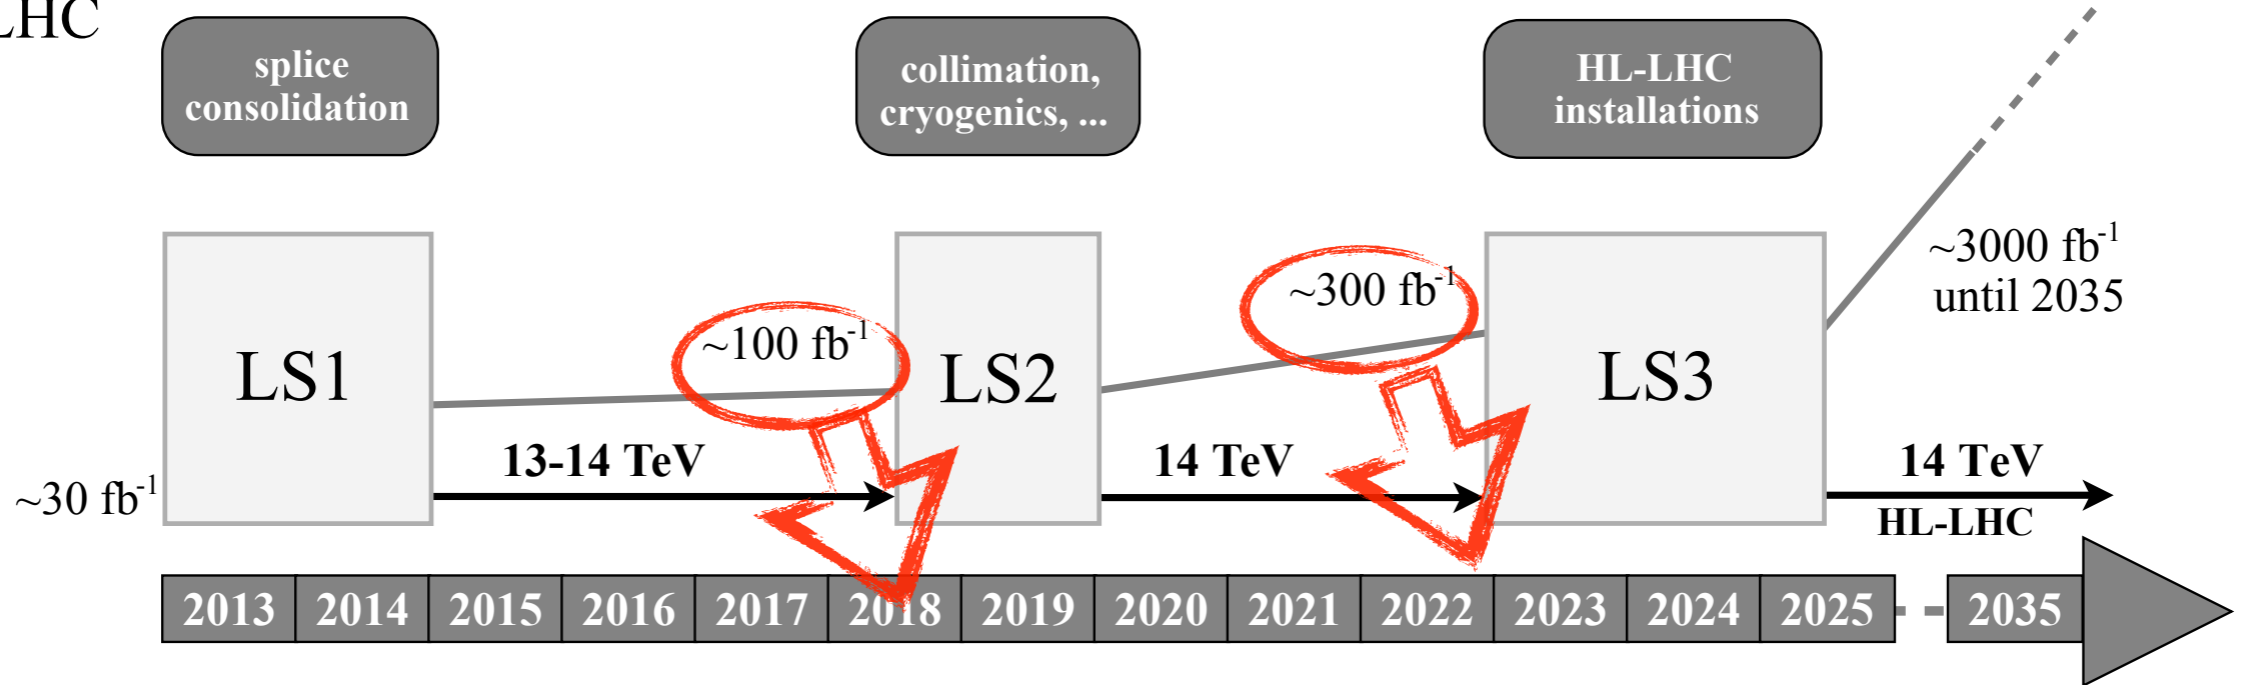 LHC
splice
consolidation
collimation,
cryogenics, ...
HL-LHC
installations
~3000 fb⁻¹
until 2035
~300 fb⁻¹
~100 fb⁻¹
LS1
LS2
LS3
13-14 TeV
14 TeV
14 TeV
~30 fb⁻¹
HL-LHC
2013 2014 2015 2016 2017 2018 2019 2020 2021 2022 2023 2024 2025 2035